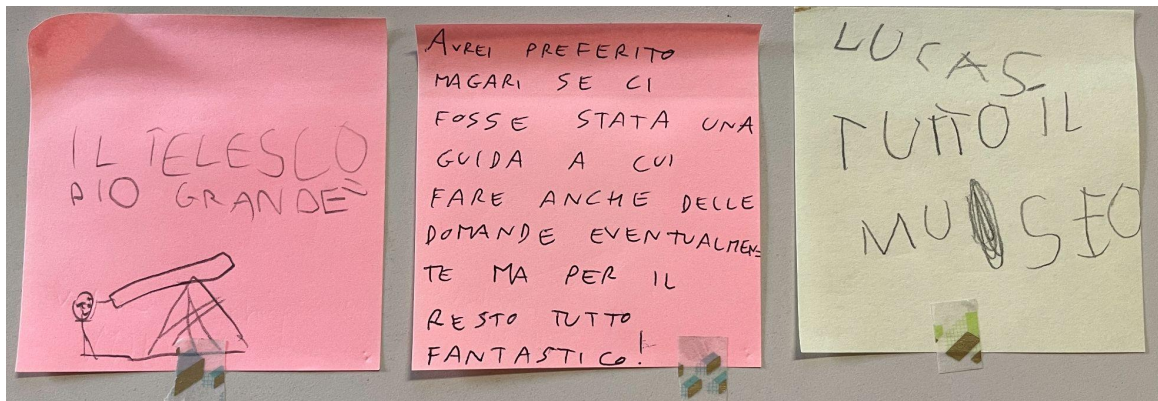 IL TELESCO
PIO GRANDE
AVREI PREFERITO
MAGARI SE CI
FOSSE STATA UNA
GUIDA A CUI
FARE ANCHE DELLE
DOMANDE EVENTUALMEN=
TE MA PER IL
RESTO TUTTO
FANTASTICO!
LUCAS
TUTTO IL
MUSEO